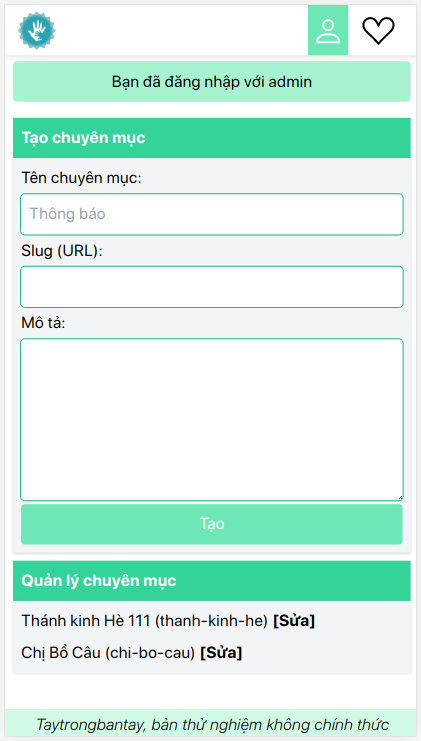 Bạn đã đăng nhập với admin
Tạo chuyên mục
Tên chuyên mục:
Thông báo
Slug (URL):
Mô tả:
Tạo
Quản lý chuyên mục
Thánh kinh Hè 111 (thanh-kinh-he) [Sửa]
Chị Bồ Câu (chi-bo-cau) [Sửa]
Taytrongbantay, bản thử nghiệm không chính thức